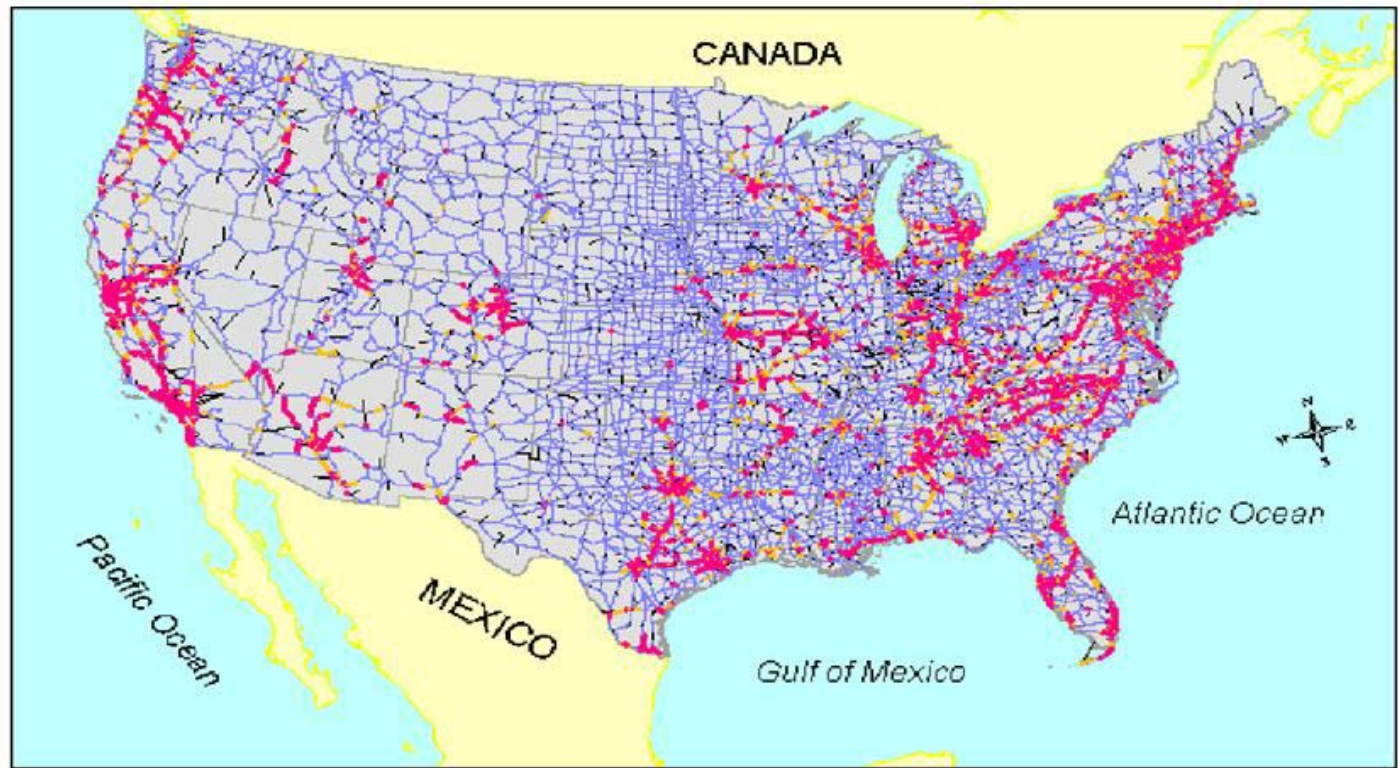 CANADA
N
W
E
S
Atlantic Ocean
Pacific Ocean
MEXICO
Gulf of Mexico